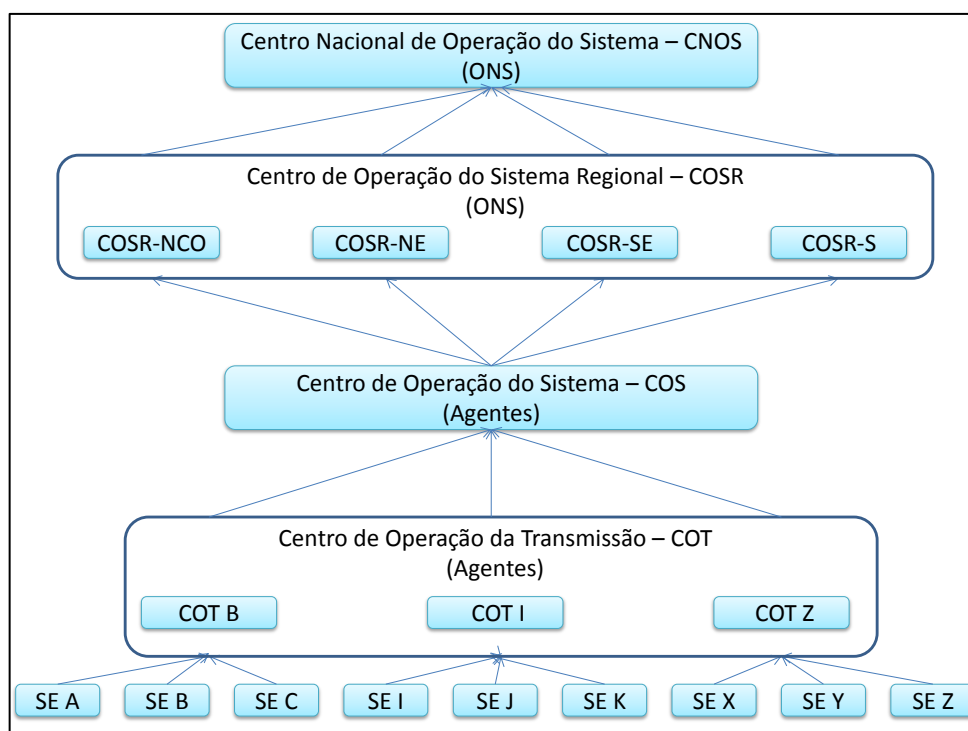 Centro Nacional de Operação do Sistema – CNOS
(ONS)
Centro de Operação do Sistema Regional – COSR
(ONS)
COSR-NCO
COSR-NE
COSR-SE
COSR-S
Centro de Operação do Sistema – COS
(Agentes)
Centro de Operação da Transmissão – COT
(Agentes)
COT B
COT I
COT Z
SE A
SE B
SE C
SE I
SE J
SE K
SE X
SE Y
SE Z